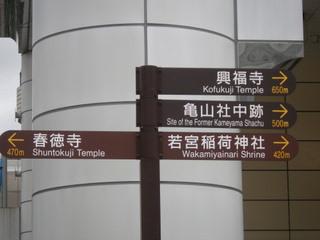 興福寺
Kofukuji Temple
650m
亀山社中跡
Site of the Former Kameyama Shachu
500m
春徳寺
Shuntokuji Temple
470m
若宮稲荷神社
Wakamiyainari Shrine
420m